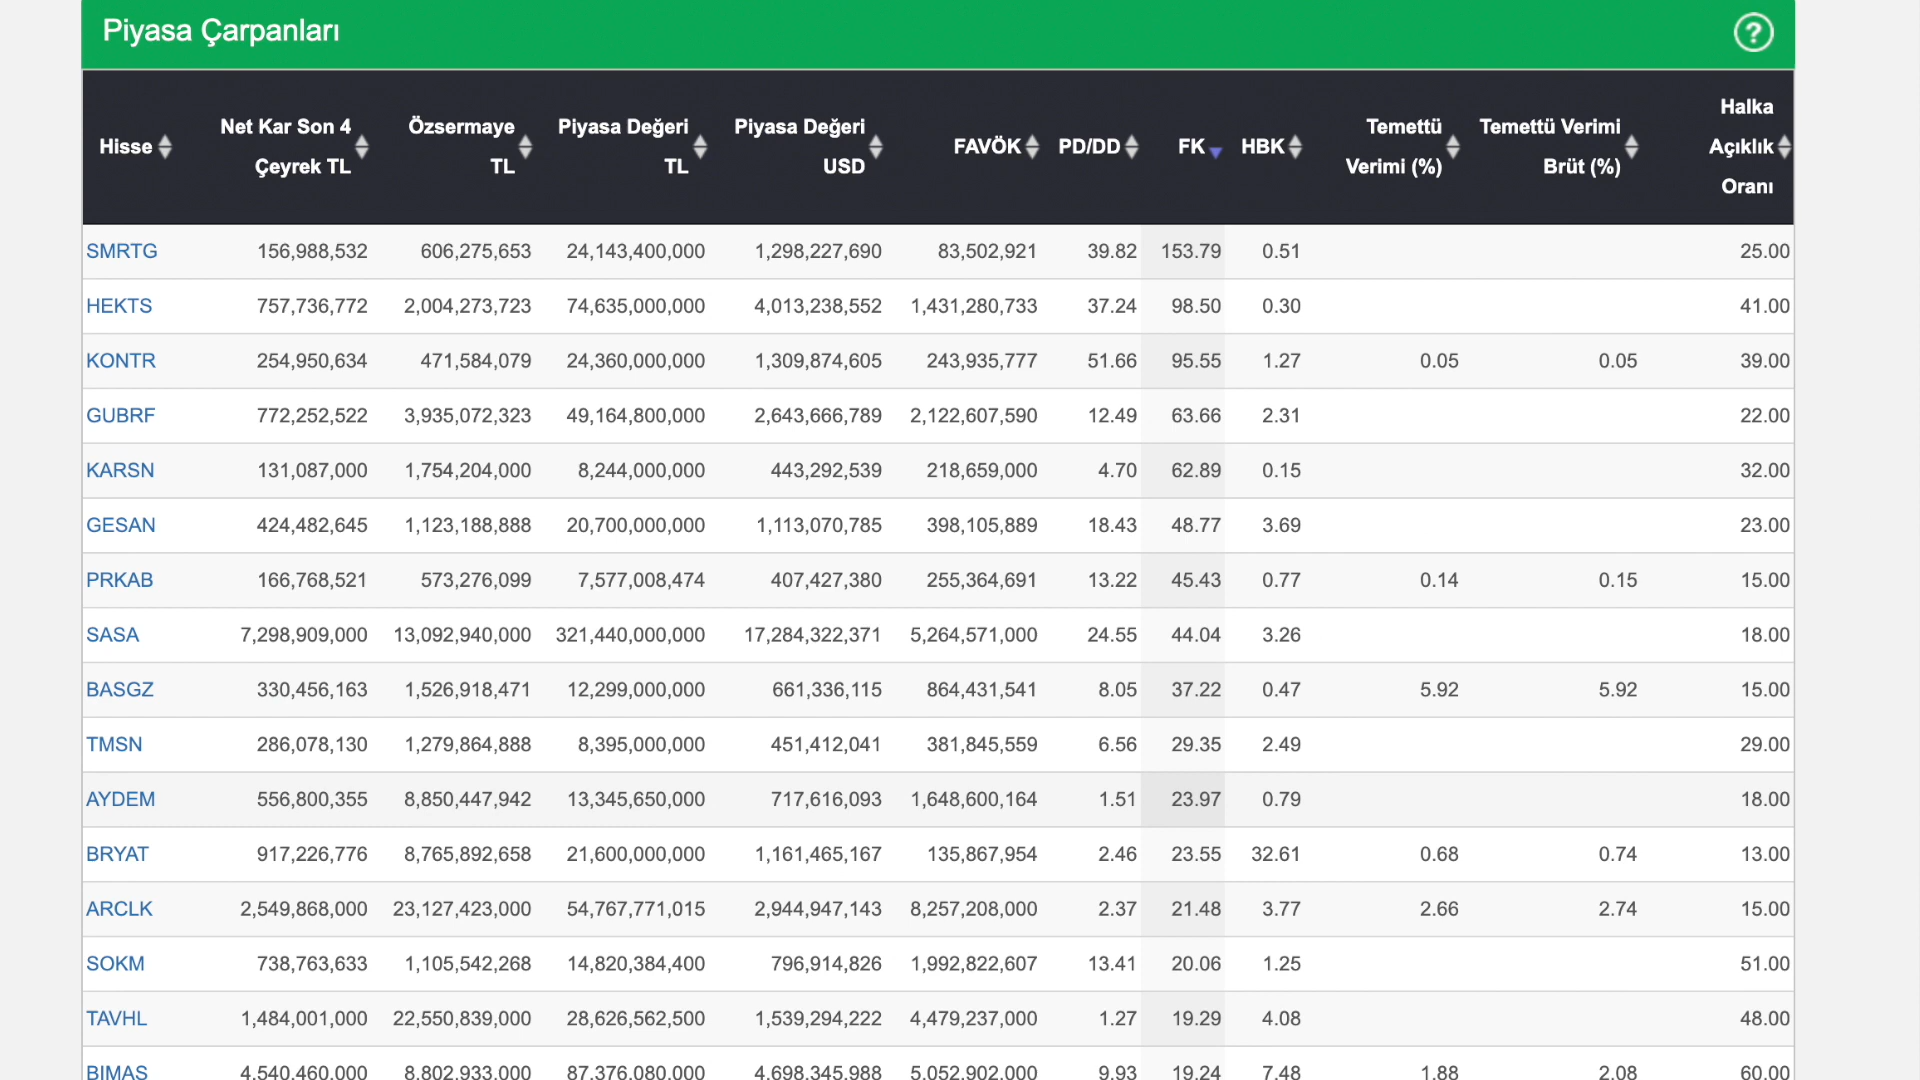 Piyasa Çarpanları
?
Hisse Net Kar Son 4 Çeyrek TL Özsermaye TL Piyasa Değeri TL Piyasa Değeri USD FAVÖK PD/DD FK HBK Temettü Verimi (%) Temettü Verimi Brüt (%) Halka Açıklık Oranı
SMRTG 156,988,532 606,275,653 24,143,400,000 1,298,227,690 83,502,921 39.82 153.79 0.51 25.00
HEKTS 757,736,772 2,004,273,723 74,635,000,000 4,013,238,552 1,431,280,733 37.24 98.50 0.30 41.00
KONTR 254,950,634 471,584,079 24,360,000,000 1,309,874,605 243,935,777 51.66 95.55 1.27 0.05 0.05 39.00
GUBRF 772,252,522 3,935,072,323 49,164,800,000 2,643,666,789 2,122,607,590 12.49 63.66 2.31 22.00
KARSN 131,087,000 1,754,204,000 8,244,000,000 443,292,539 218,659,000 4.70 62.89 0.15 32.00
GESAN 424,482,645 1,123,188,888 20,700,000,000 1,113,070,785 398,105,889 18.43 48.77 3.69 23.00
PRKAB 166,768,521 573,276,099 7,577,008,474 407,427,380 255,364,691 13.22 45.43 0.77 0.14 0.15 15.00
SASA 7,298,909,000 13,092,940,000 321,440,000,000 17,284,322,371 5,264,571,000 24.55 44.04 3.26 18.00
BASGZ 330,456,163 1,526,918,471 12,299,000,000 661,336,115 864,431,541 8.05 37.22 0.47 5.92 5.92 15.00
TMSN 286,078,130 1,279,864,888 8,395,000,000 451,412,041 381,845,559 6.56 29.35 2.49 29.00
AYDEM 556,800,355 8,850,447,942 13,345,650,000 717,616,093 1,648,600,164 1.51 23.97 0.79 18.00
BRYAT 917,226,776 8,765,892,658 21,600,000,000 1,161,465,167 135,867,954 2.46 23.55 32.61 0.68 0.74 13.00
ARCLK 2,549,868,000 23,127,423,000 54,767,771,015 2,944,947,143 8,257,208,000 2.37 21.48 3.77 2.66 2.74 15.00
SOKM 738,763,633 1,105,542,268 14,820,384,400 796,914,826 1,992,822,607 13.41 20.06 1.25 51.00
TAVHL 1,484,001,000 22,550,839,000 28,626,562,500 1,539,294,222 4,479,237,000 1.27 19.29 4.08 48.00
BIMAS 4,540,460,000 8,802,933,000 87,376,080,000 4,698,345,988 5,052,902,000 9.93 19.24 7.48 1.88 2.08 60.00